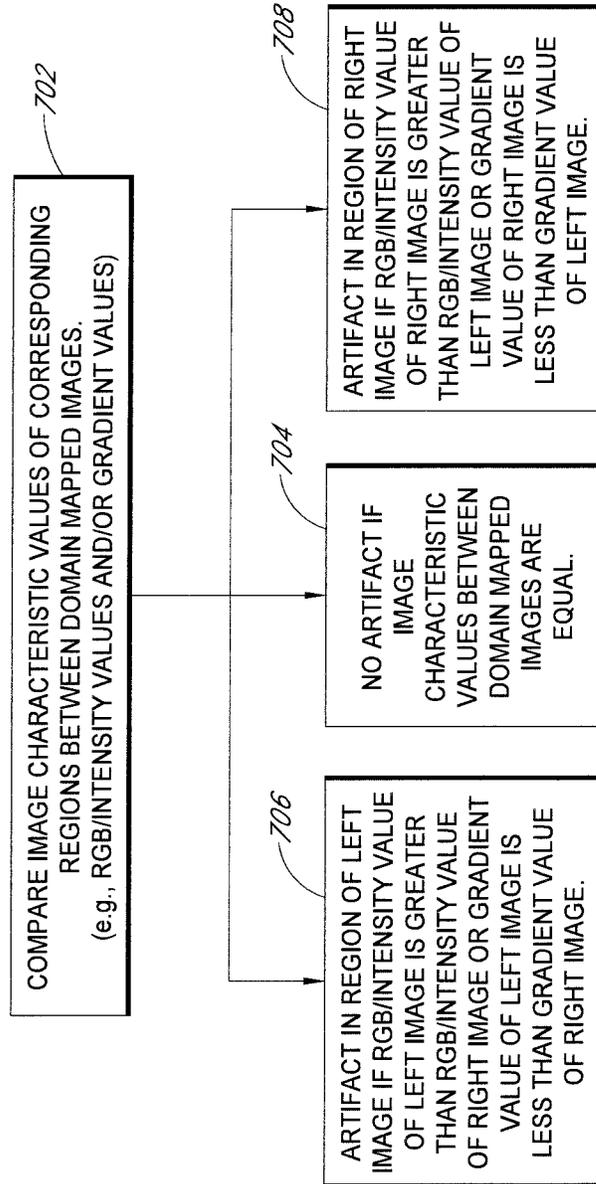 702
COMPARE IMAGE CHARACTERISTIC VALUES OF CORRESPONDING
REGIONS BETWEEN DOMAIN MAPPED IMAGES.
(e.g., RGB/INTENSITY VALUES AND/OR GRADIENT VALUES)
706
ARTIFACT IN REGION OF LEFT
IMAGE IF RGB/INTENSITY VALUE
OF LEFT IMAGE IS GREATER
THAN RGB/INTENSITY VALUE
OF RIGHT IMAGE OR GRADIENT
VALUE OF LEFT IMAGE IS
LESS THAN GRADIENT VALUE
OF RIGHT IMAGE.
704
NO ARTIFACT IF
IMAGE
CHARACTERISTIC
VALUES BETWEEN
DOMAIN MAPPED
IMAGES ARE
EQUAL.
708
ARTIFACT IN REGION OF RIGHT
IMAGE IF RGB/INTENSITY VALUE
OF RIGHT IMAGE IS GREATER
THAN RGB/INTENSITY VALUE OF
LEFT IMAGE OR GRADIENT
VALUE OF RIGHT IMAGE IS
LESS THAN GRADIENT VALUE
OF LEFT IMAGE.